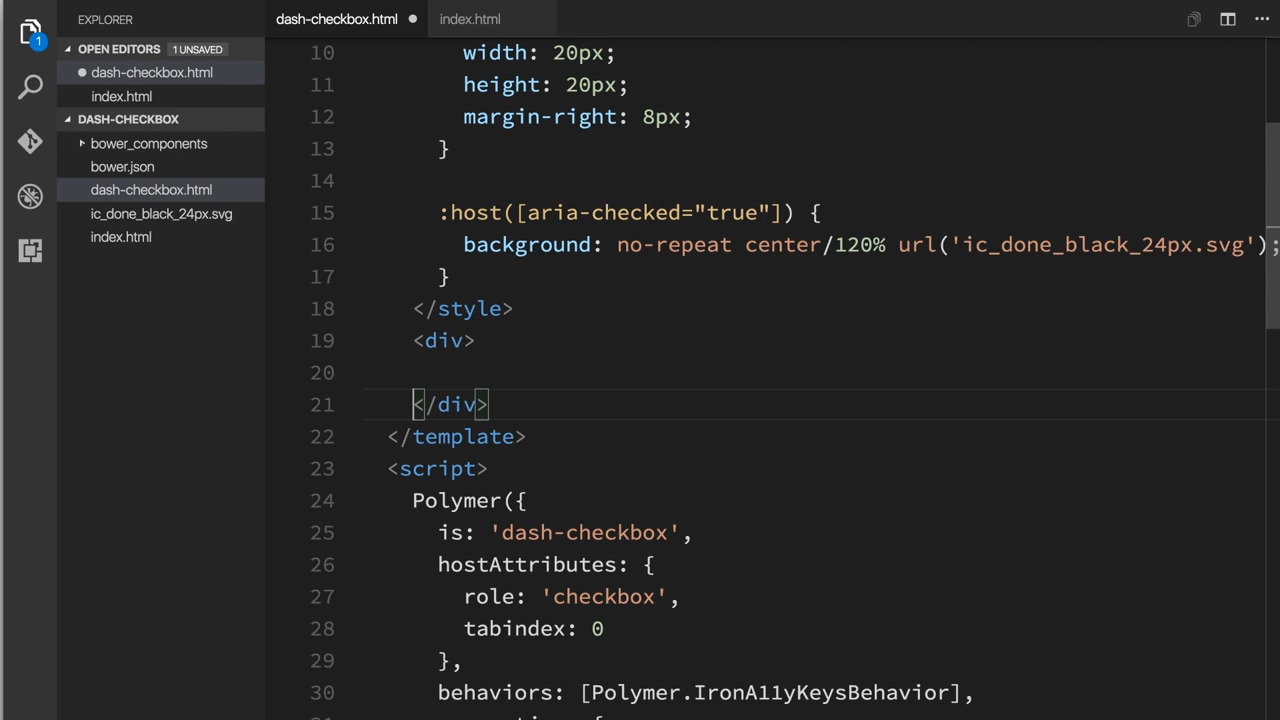 EXPLORER
OPEN EDITORS 1 UNSAVED
dash-checkbox.html
index.html
DASH-CHECKBOX
bower_components
bower.json
dash-checkbox.html
ic_done_black_24px.svg
index.html
1
dash-checkbox.html index.html
10 width: 20px;
11 height: 20px;
12 margin-right: 8px;
13 }
14
15 :host([aria-checked="true"]) {
16 background: no-repeat center/120% url('ic_done_black_24px.svg');
17 }
18 </style>
19 <div>
20
21 </div>
22 </template>
23 <script>
24 Polymer({
25 is: 'dash-checkbox',
26 hostAttributes: {
27 role: 'checkbox',
28 tabindex: 0
29 },
30 behaviors: [Polymer.IronA11yKeysBehavior],